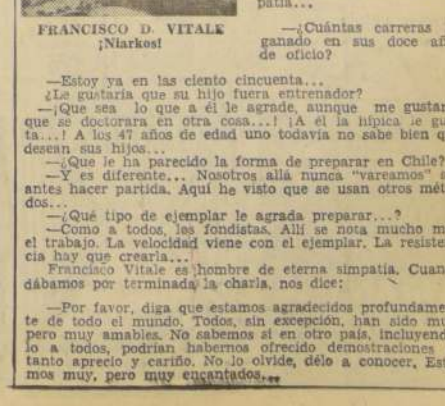 patía...
FRANCISCO D. VITALE
¡Niarkos!
—¿Cuántas carreras
ganado en sus doce añ
de oficio?
—Estoy ya en las ciento cincuenta...
¿Le gustaría que su hijo fuera entrenador?
—¡Que sea lo que a él le agrade, aunque me gustar
que se doctorara en otra cosa...! ¡A él la hípica le gu
ta...! A los 47 años de edad uno todavía no sabe bien q
desean sus hijos...
—¿Que le ha parecido la forma de preparar en Chile?
—Y es diferente... Nosotros allá nunca "vareamos" s
antes hacer partida. Aquí he visto que se usan otros mét
dos...
—¿Qué tipo de ejemplar le agrada preparar...?
—Como a todos, los fondistas. Allí se nota mucho m
el trabajo. La velocidad viene con el ejemplar. La resiste
cia hay que crearla...
Francisco Vitale es hombre de eterna simpatía. Cuan
dábamos por terminada la charla, nos dice:
—Por favor, diga que estamos agradecidos profundame
te de todo el mundo. Todos, sin excepción, han sido mu
pero muy amables. No sabemos si en otro país, incluyend
lo a todos, podrían habernos ofrecido demostraciones
tanto aprecio y cariño. No lo olvide, délo a conocer. Est
mos muy, pero muy encantados...